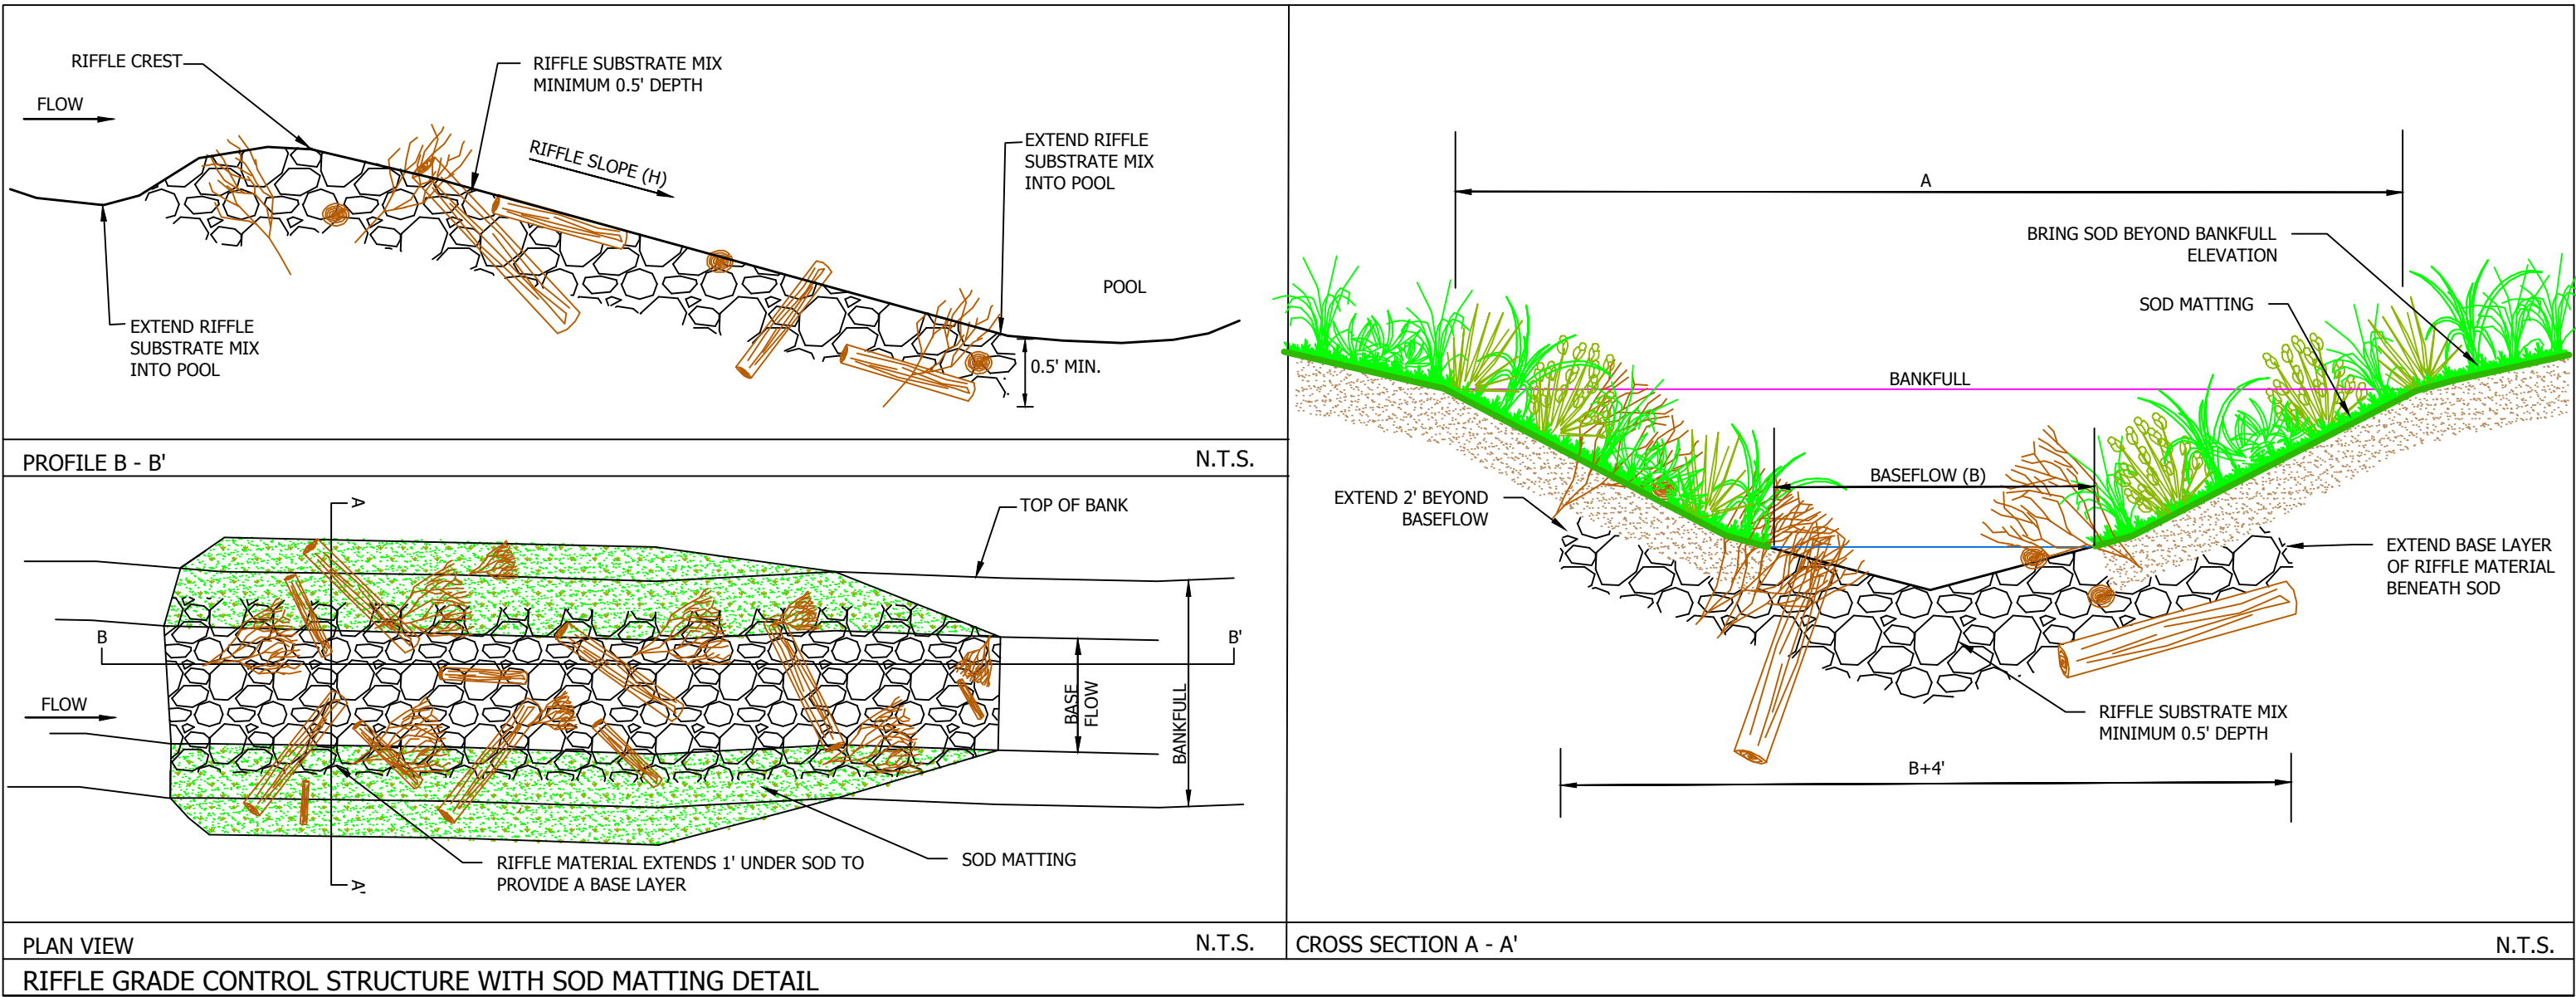 RIFFLE CREST
RIFFLE SUBSTRATE MIX
MINIMUM 0.5' DEPTH
FLOW
RIFFLE SLOPE (H)
EXTEND RIFFLE
SUBSTRATE MIX
INTO POOL
POOL
EXTEND RIFFLE
SUBSTRATE MIX
INTO POOL
0.5' MIN.
PROFILE B - B'
N.T.S.
A
TOP OF BANK
B
B'
FLOW
BASE
FLOW
BANKFULL
RIFFLE MATERIAL EXTENDS 1' UNDER SOD TO
PROVIDE A BASE LAYER
SOD MATTING
A'
PLAN VIEW
N.T.S.
A
BRING SOD BEYOND BANKFULL
ELEVATION
SOD MATTING
BANKFULL
BASEFLOW (B)
EXTEND 2' BEYOND
BASEFLOW
EXTEND BASE LAYER
OF RIFFLE MATERIAL
BENEATH SOD
RIFFLE SUBSTRATE MIX
MINIMUM 0.5' DEPTH
B+4'
CROSS SECTION A - A'
N.T.S.
RIFFLE GRADE CONTROL STRUCTURE WITH SOD MATTING DETAIL